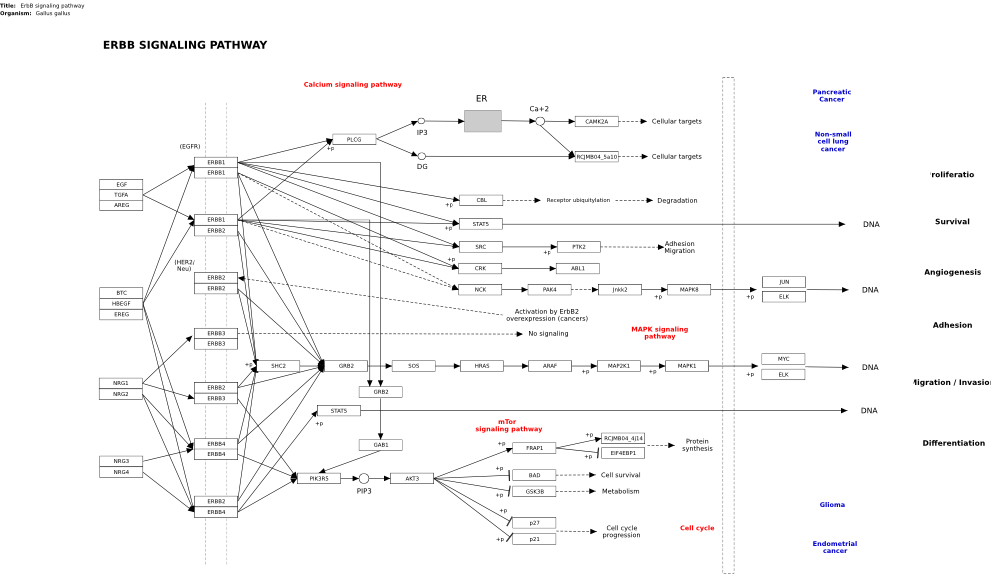 Title: ErbB signaling pathway
Organism: Gallus gallus
ERBB SIGNALING PATHWAY
Calcium signaling pathway
ER
Ca+2
IP3
DG
PLCG
+p
CAMK2A
Cellular targets
RCJMB04_5a10
Cellular targets
Pancreatic
Cancer
Non-small
cell lung
cancer
(EGFR)
ERBB1
ERBB1
EGF
TGFA
AREG
ERBB1
ERBB2
CBL
+p
Receptor ubiquitylation
Degradation
STAT5
+p
DNA
SRC
+p
PTK2
+p
Adhesion
Migration
CRK
ABL1
NCK
PAK4
Jnkk2
+p
MAPK8
+p
JUN
ELK
DNA
(HER2/
Neu)
ERBB2
ERBB2
BTC
HBEGF
EREG
Activation by ErbB2
overexpression (cancers)
ERBB3
ERBB3
No signaling
MAPK signaling
pathway
+p
SHC2
GRB2
SOS
HRAS
ARAF
+p
MAP2K1
+p
MAPK1
+p
MYC
ELK
DNA
NRG1
NRG2
ERBB2
ERBB3
GRB2
STAT5
+p
DNA
mTor
signaling pathway
ERBB4
ERBB4
GAB1
NRG3
NRG4
PIK3R5
PIP3
AKT3
+p
FRAP1
+p
RCJMB04_4j14
+p
EIF4EBP1
Protein
synthesis
+p
BAD
Cell survival
+p
GSK3B
Metabolism
ERBB2
ERBB4
+p
p27
+p
p21
Cell cycle
progression
Cell cycle
roliferatio
Survival
Angiogenesis
Adhesion
Migration / Invasio
Differentiation
Glioma
Endometrial
cancer